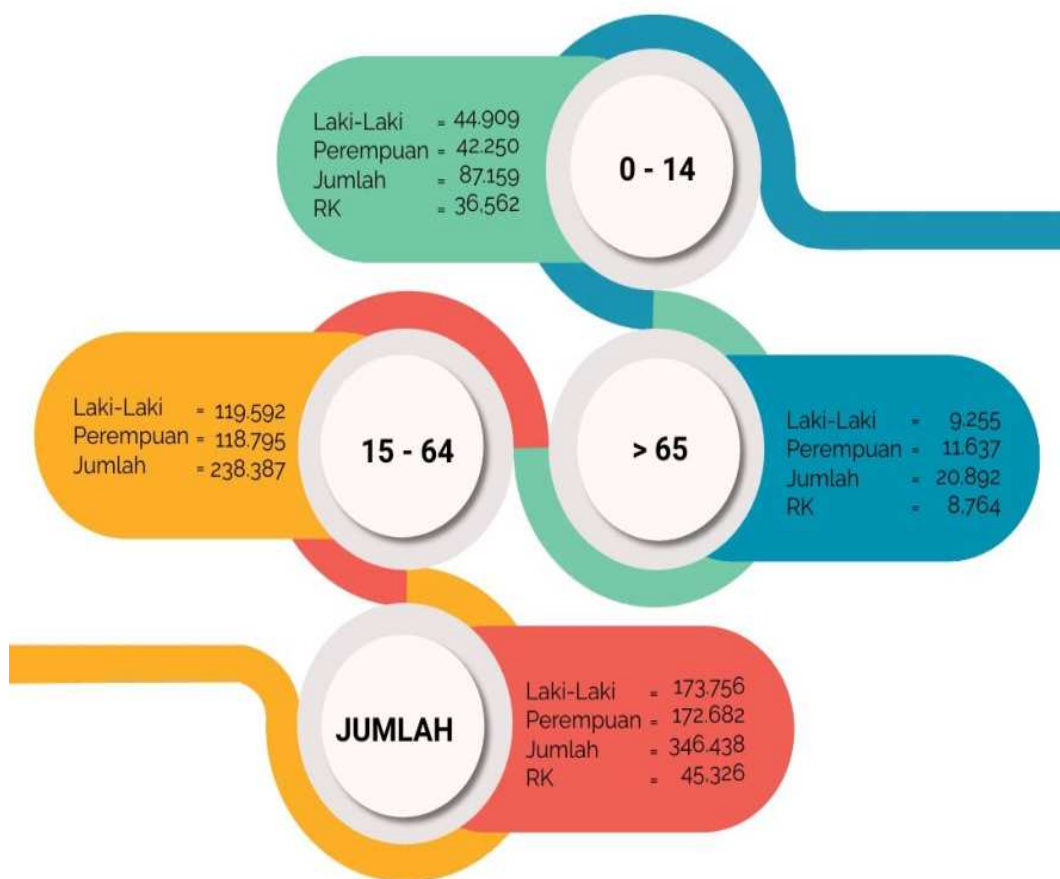 Laki-Laki = 44.909
Perempuan = 42.250
Jumlah = 87.159
RK = 36,562
0 - 14
Laki-Laki = 119.592
Perempuan = 118.795
Jumlah = 238.387
15 - 64
> 65
Laki-Laki = 9.255
Perempuan = 11.637
Jumlah = 20.892
RK = 8,764
JUMLAH
Laki-Laki = 173.756
Perempuan = 172.682
Jumlah = 346.438
RK = 45,326